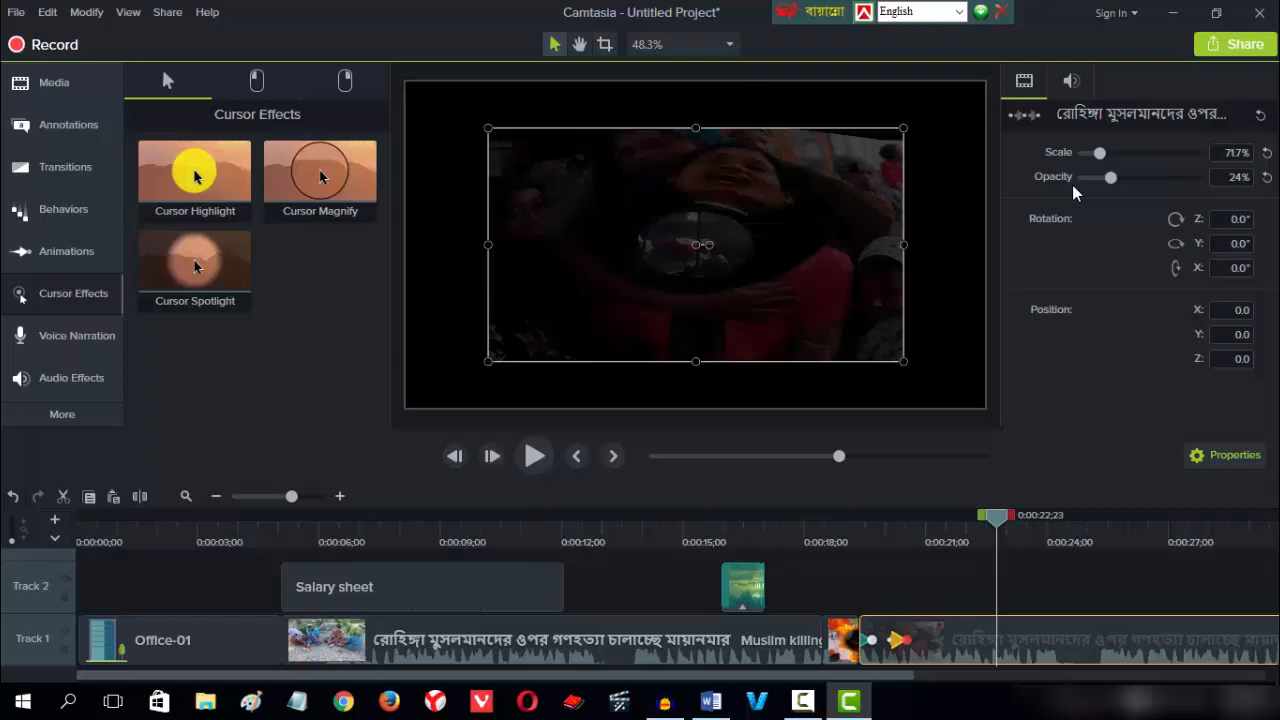 File Edit Modify View Share Help
Camtasia - Untitled Project*
বায়ান্নো English
Sign In
Record
48.3%
Share
Media
Annotations
Transitions
Behaviors
Animations
Cursor Effects
Voice Narration
Audio Effects
More
Cursor Effects
Cursor Highlight
Cursor Magnify
Cursor Spotlight
রোহিঙ্গা মুসলমানদের ওপর...
Scale 71.7%
Opacity 24%
Rotation: Z: 0.0°
Y: 0.0°
X: 0.0°
Position: X: 0.0
Y: 0.0
Z: 0.0
Properties
0:00:22;23
0:00:00;00 0:00:03;00 0:00:06;00 0:00:09;00 0:00:12;00 0:00:15;00 0:00:18;00 0:00:21;00 0:00:24;00 0:00:27;00
Track 2
Salary sheet
Track 1
Office-01
রোহিঙ্গা মুসলমানদের ওপর গণহত্যা চালাচ্ছে মায়ানমার Muslim killing
রোহিঙ্গা মুসলমানদের ওপর গণহত্যা চালাচ্ছে মায়ান